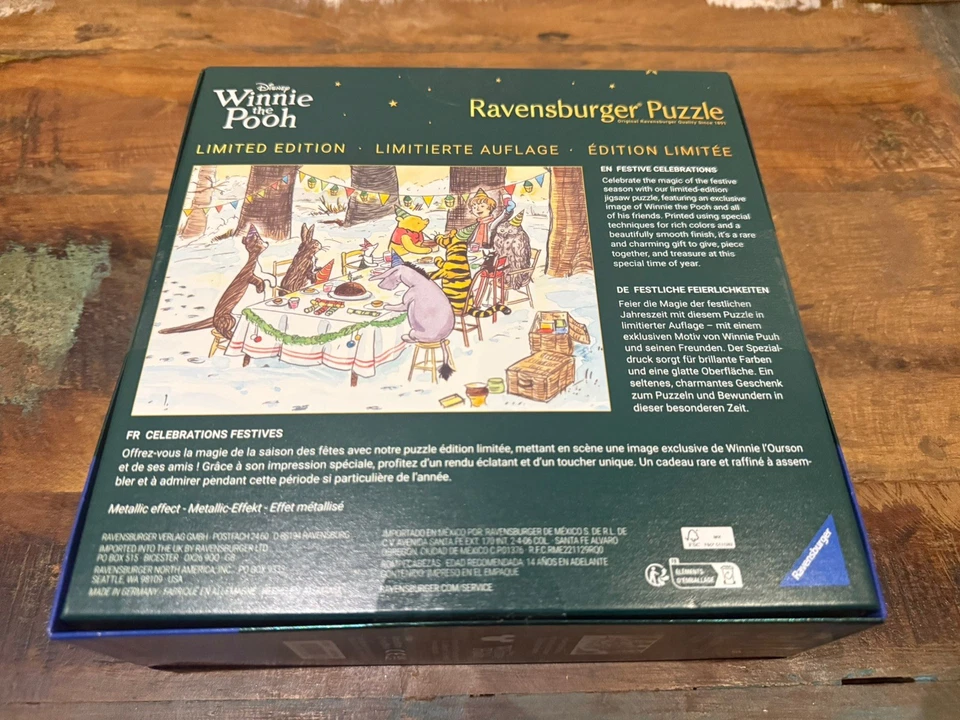 Disney
Winnie
the
Pooh
Ravensburger® Puzzle
Original Ravensburger Quality Since 1891
LIMITED EDITION · LIMITIERTE AUFLAGE · ÉDITION LIMITÉE
EN FESTIVE CELEBRATIONS
Celebrate the magic of the festive
season with our limited-edition
jigsaw puzzle, featuring an exclusive
image of Winnie the Pooh and all
of his friends. Printed using special
techniques for rich colors and a
beautifully smooth finish, it's a rare
and charming gift to give, piece
together, and treasure at this
special time of year.
DE FESTLICHE FEIERLICHKEITEN
Feier die Magie der festlichen
Jahreszeit mit diesem Puzzle in
limitierter Auflage – mit einem
exklusiven Motiv von Winnie Puuh
und seinen Freunden. Der Spezial-
druck sorgt für brillante Farben
und eine glatte Oberfläche. Ein
seltenes, charmantes Geschenk
zum Puzzeln und Bewundern in
dieser besonderen Zeit.
FR CELEBRATIONS FESTIVES
Offrez-vous la magie de la saison des fêtes avec notre puzzle édition limitée, mettant en scène une image exclusive de Winnie l'Ourson
et de ses amis ! Grâce à son impression spéciale, profitez d'un rendu éclatant et d'un toucher unique. Un cadeau rare et raffiné à assem-
bler et à admirer pendant cette période si particulière de l'année.
Metallic effect · Metallic-Effekt · Effet métallisé
RAVENSBURGER VERLAG GMBH · POSTFACH 2460 · D-88194 RAVENSBURG
IMPORTED INTO THE UK BY RAVENSBURGER LTD.
PO BOX 515 · BICESTER · OX26 9QQ · GB
RAVENSBURGER NORTH AMERICA, INC., PO BOX 9332
SEATTLE, WA 98109 · USA
MADE IN GERMANY · FABRIQUÉ EN ALLEMAGNE
IMPORTADO EN MÉXICO POR: RAVENSBURGER DE MÉXICO S. DE R.L. DE
C.V. AVENIDA SANTA FE EXT. 170 INT. 2-4-06 COL. SANTA FE ALVARO
OBREGON, CIUDAD DE MEXICO C.P.01376 · R.F.C.RME221129RQ0
ROMPECABEZAS · EDAD RECOMENDADA: 14 AÑOS EN ADELANTE
CONTENIDO: IMPRESO EN EL EMPAQUE
RAVENSBURGER.COM/SERVICE
FSC
MIX
FR
ÉLÉMENTS
D'EMBALLAGE
Ravensburger